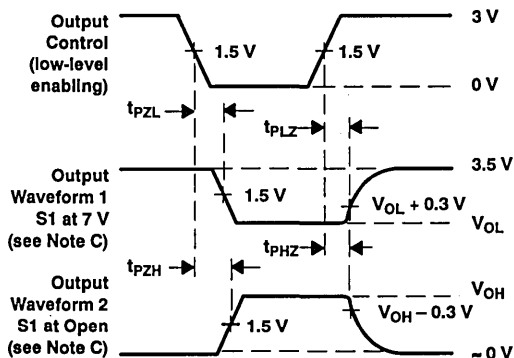 Output
Control
(low-level
enabling)
3 V
1.5 V
1.5 V
0 V
tPZL
tPLZ
Output
Waveform 1
S1 at 7 V
(see Note C)
3.5 V
1.5 V
VOL + 0.3 V
VOL
tPZH
tPHZ
Output
Waveform 2
S1 at Open
(see Note C)
VOH
1.5 V
VOH − 0.3 V
≈ 0 V